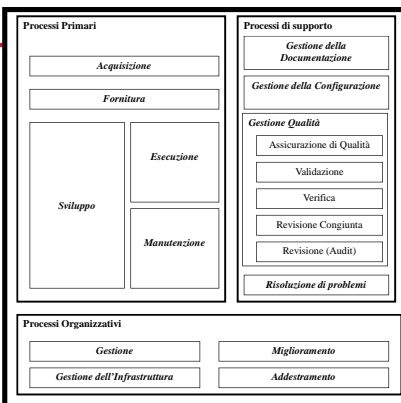 Processi Primari
Acquisizione
Fornitura
Sviluppo
Esecuzione
Manutenzione
Processi di supporto
Gestione della
Documentazione
Gestione della Configurazione
Gestione Qualità
Assicurazione di Qualità
Validazione
Verifica
Revisione Congiunta
Revisione (Audit)
Risoluzione di problemi
Processi Organizzativi
Gestione
Miglioramento
Gestione dell'Infrastruttura
Addestramento